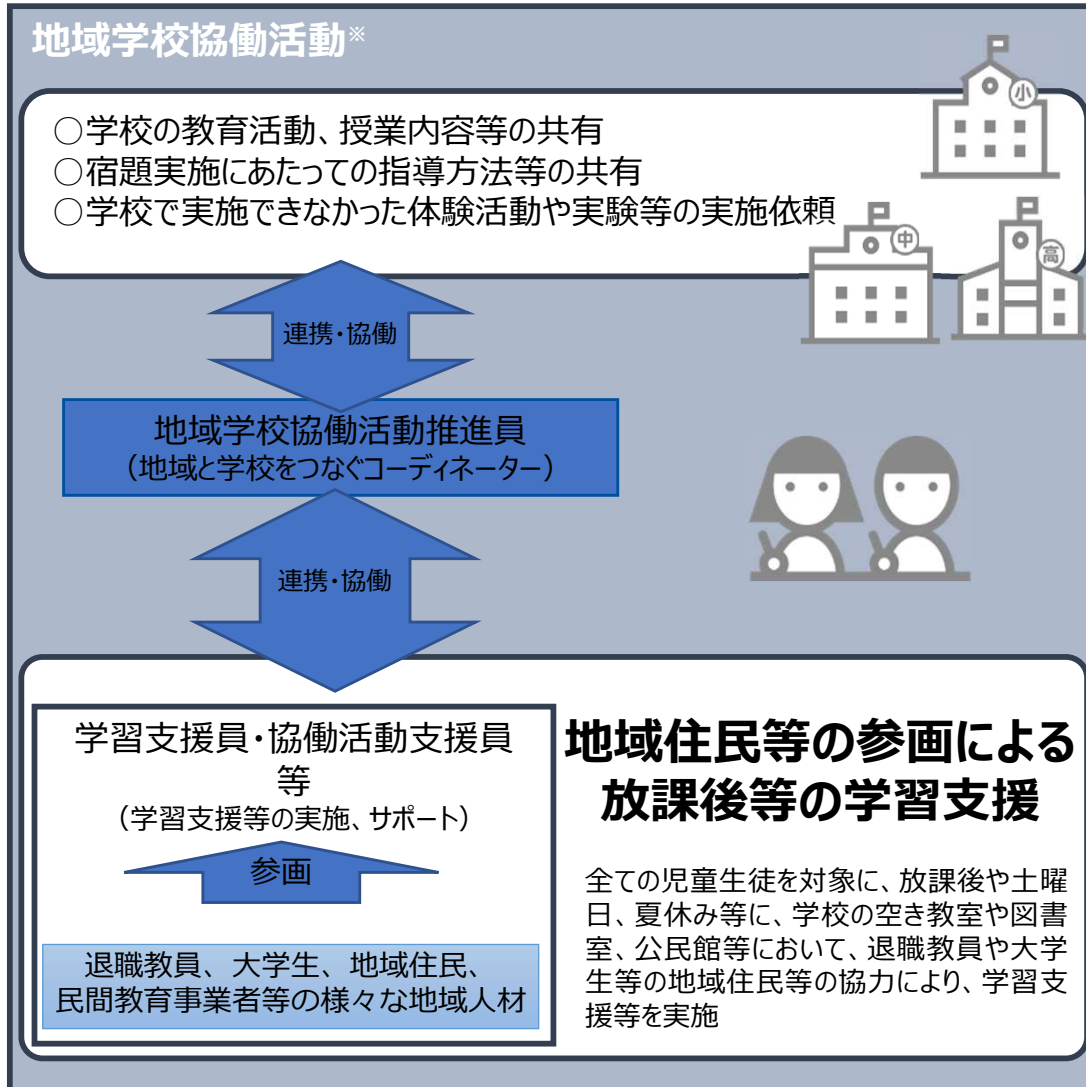 地域学校協働活動※
小
○学校の教育活動、授業内容等の共有
○宿題実施にあたっての指導方法等の共有
○学校で実施できなかった体験活動や実験等の実施依頼
中
高
連携・協働
地域学校協働活動推進員
（地域と学校をつなぐコーディネーター）
連携・協働
学習支援員・協働活動支援員
等
（学習支援等の実施、サポート）
参画
退職教員、大学生、地域住民、
民間教育事業者等の様々な地域人材
地域住民等の参画による
放課後等の学習支援
全ての児童生徒を対象に、放課後や土曜
日、夏休み等に、学校の空き教室や図書
室、公民館等において、退職教員や大学
生等の地域住民等の協力により、学習支
援等を実施